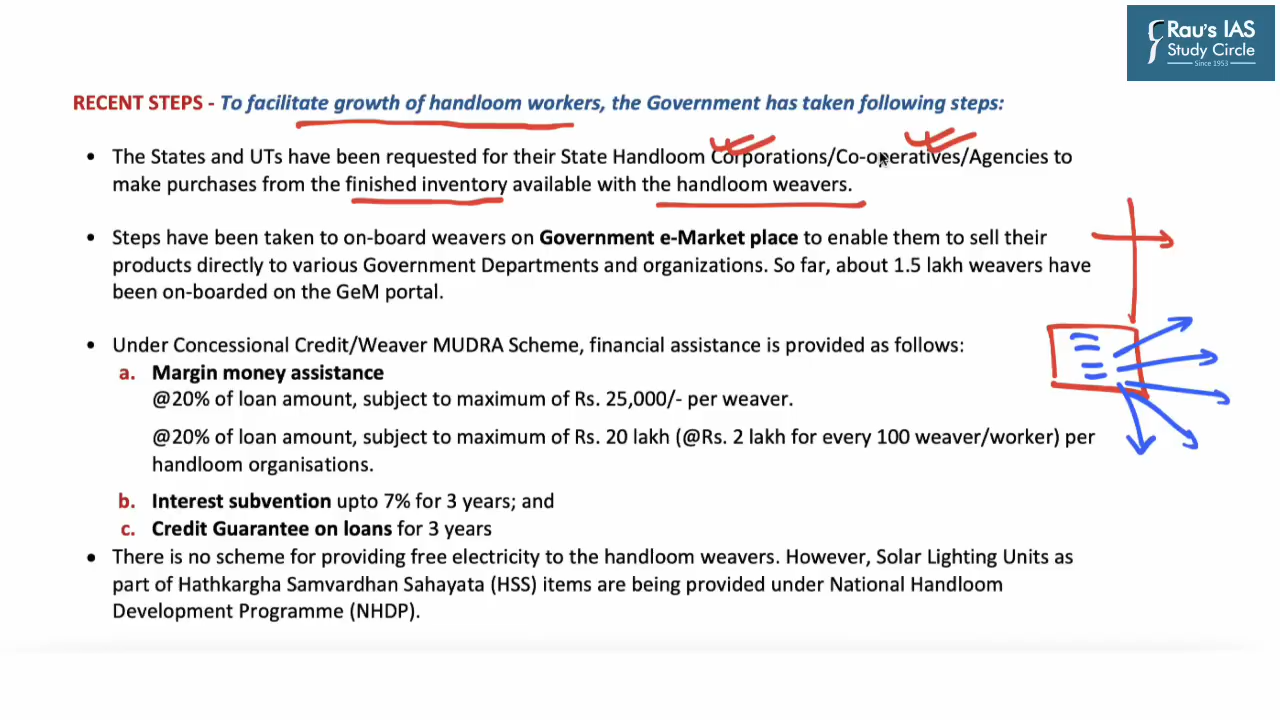 Rau's IAS
Study Circle
Since 1953
RECENT STEPS - To facilitate growth of handloom workers, the Government has taken following steps:
• The States and UTs have been requested for their State Handloom Corporations/Co-operatives/Agencies to
make purchases from the finished inventory available with the handloom weavers.
• Steps have been taken to on-board weavers on Government e-Market place to enable them to sell their
products directly to various Government Departments and organizations. So far, about 1.5 lakh weavers have
been on-boarded on the GeM portal.
• Under Concessional Credit/Weaver MUDRA Scheme, financial assistance is provided as follows:
a. Margin money assistance
@20% of loan amount, subject to maximum of Rs. 25,000/- per weaver.
@20% of loan amount, subject to maximum of Rs. 20 lakh (@Rs. 2 lakh for every 100 weaver/worker) per
handloom organisations.
b. Interest subvention upto 7% for 3 years; and
c. Credit Guarantee on loans for 3 years
• There is no scheme for providing free electricity to the handloom weavers. However, Solar Lighting Units as
part of Hathkargha Samvardhan Sahayata (HSS) items are being provided under National Handloom
Development Programme (NHDP).